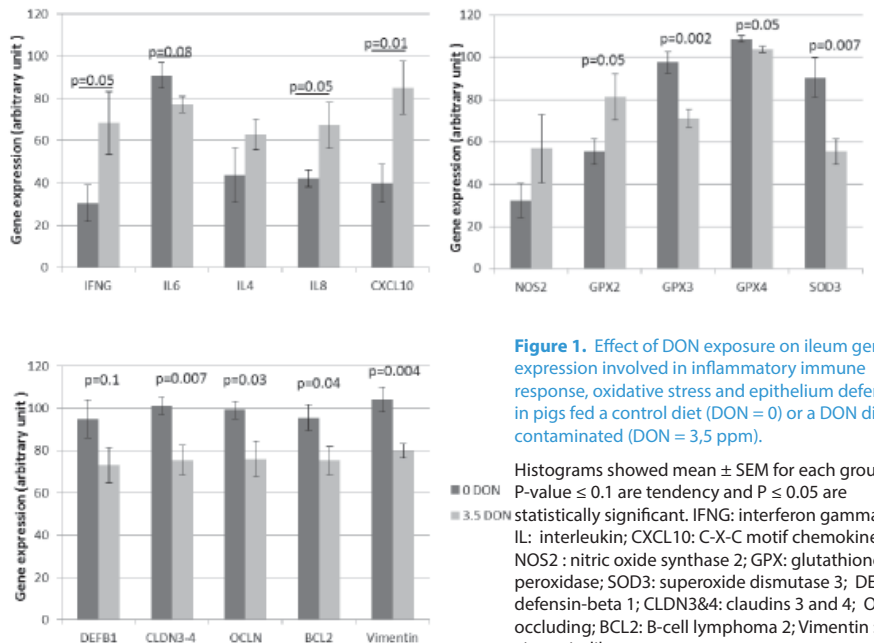 120
100
80
60
40
20
0
Gene expression (arbitrary unit )
p=0.05
p=0.08
p=0.05
p=0.01
IFNG
IL6
IL4
IL8
CXCL10
120
100
80
60
40
20
0
Gene expression (arbitrary unit )
p=0.05
p=0.002
p=0.05
p=0.007
NOS2
GPX2
GPX3
GPX4
SOD3
120
100
80
60
40
20
0
Gene expression (arbitrary unit )
p=0.1
p=0.007
p=0.03
p=0.04
p=0.004
DEFB1
CLDN3-4
OCLN
BCL2
Vimentin
0 DON
3.5 DON
Figure 1. Effect of DON exposure on ileum gen
expression involved in inflammatory immune
response, oxidative stress and epithelium defen
in pigs fed a control diet (DON = 0) or a DON di
contaminated (DON = 3,5 ppm).
Histograms showed mean ± SEM for each grou
P-value ≤ 0.1 are tendency and P ≤ 0.05 are
statistically significant. IFNG: interferon gamma
IL: interleukin; CXCL10: C-X-C motif chemokine
NOS2 : nitric oxide synthase 2; GPX: glutathione
peroxidase; SOD3: superoxide dismutase 3; DE
defensin-beta 1; CLDN3&4: claudins 3 and 4; O
occluding; BCL2: B-cell lymphoma 2; Vimentin